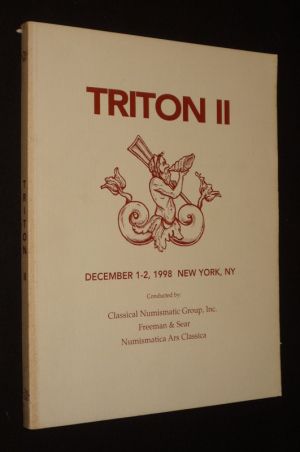 TRITON II
DECEMBER 1-2, 1998 NEW YORK, NY
Conducted by:
Classical Numismatic Group, Inc.
Freeman & Sear
Numismatica Ars Classica
TRITON II